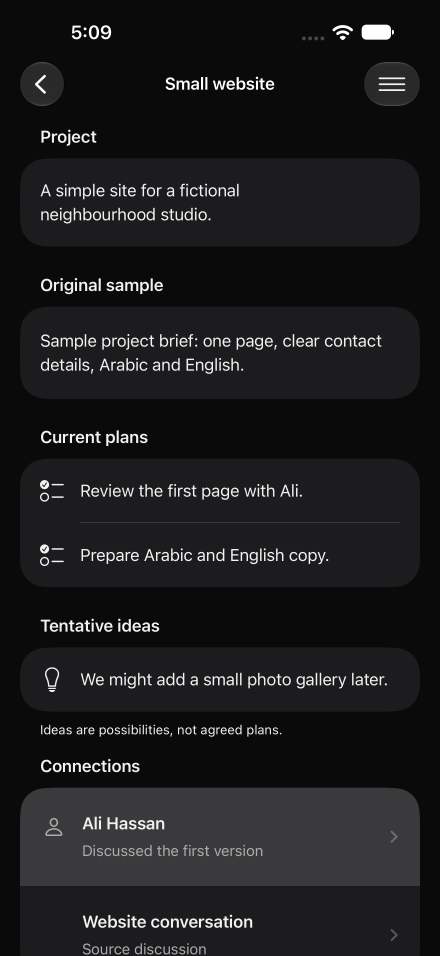 5:09
Small website
Project
A simple site for a fictional
neighbourhood studio.
Original sample
Sample project brief: one page, clear contact
details, Arabic and English.
Current plans
Review the first page with Ali.
Prepare Arabic and English copy.
Tentative ideas
We might add a small photo gallery later.
Ideas are possibilities, not agreed plans.
Connections
Ali Hassan
Discussed the first version
Website conversation
Source discussion